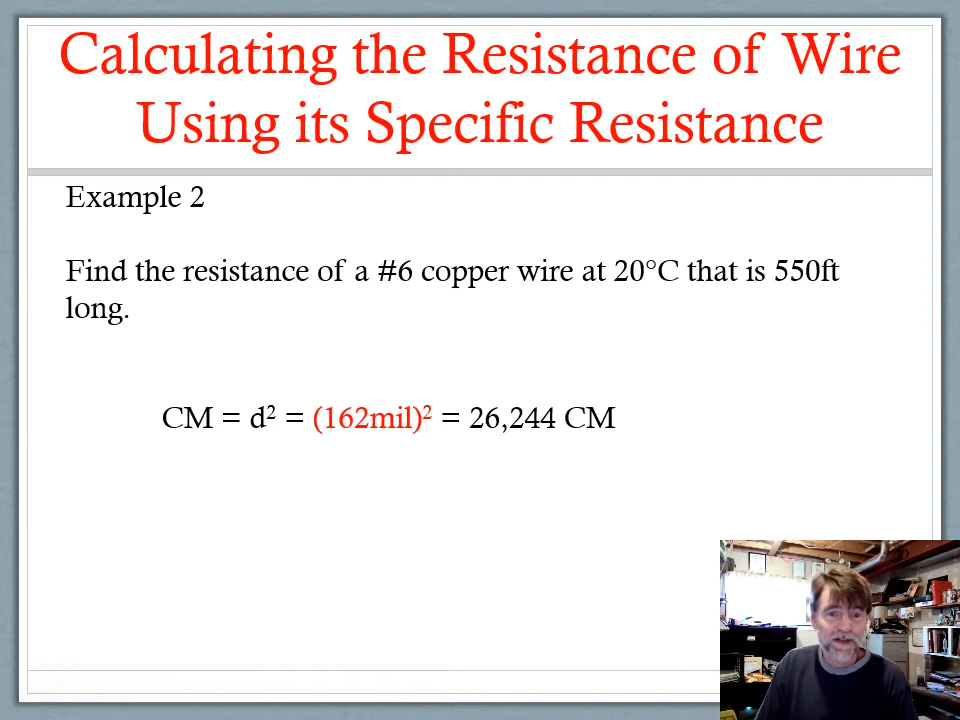 Calculating the Resistance of Wire
Using its Specific Resistance
Example 2
Find the resistance of a #6 copper wire at 20°C that is 550ft
long.
CM = d² = (162mil)² = 26,244 CM